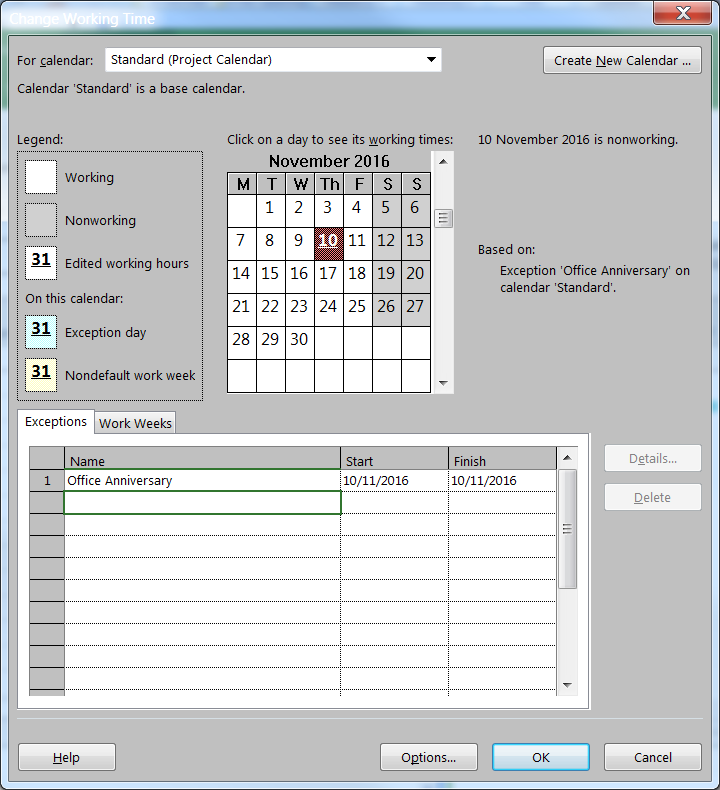 Change Working Time
For calendar: Standard (Project Calendar) Create New Calendar ...
Calendar 'Standard' is a base calendar.
Legend:
Working
Nonworking
31 Edited working hours
On this calendar:
31 Exception day
31 Nondefault work week
Click on a day to see its working times:
November 2016
M T W Th F S S
1 2 3 4 5 6
7 8 9 10 11 12 13
14 15 16 17 18 19 20
21 22 23 24 25 26 27
28 29 30
10 November 2016 is nonworking.
Based on:
Exception 'Office Anniversary' on
calendar 'Standard'.
Exceptions Work Weeks
Name Start Finish
1 Office Anniversary 10/11/2016 10/11/2016
Details...
Delete
Help Options... OK Cancel